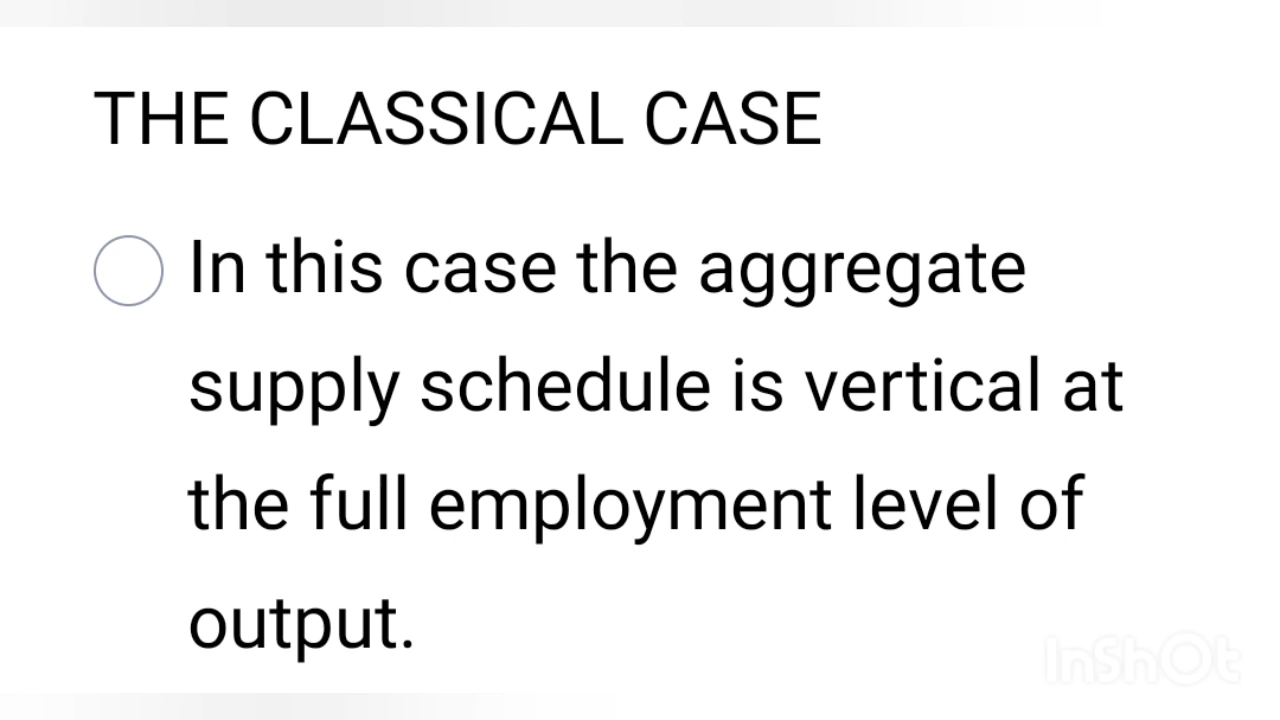 THE CLASSICAL CASE
In this case the aggregate
supply schedule is vertical at
the full employment level of
output.
InShOt